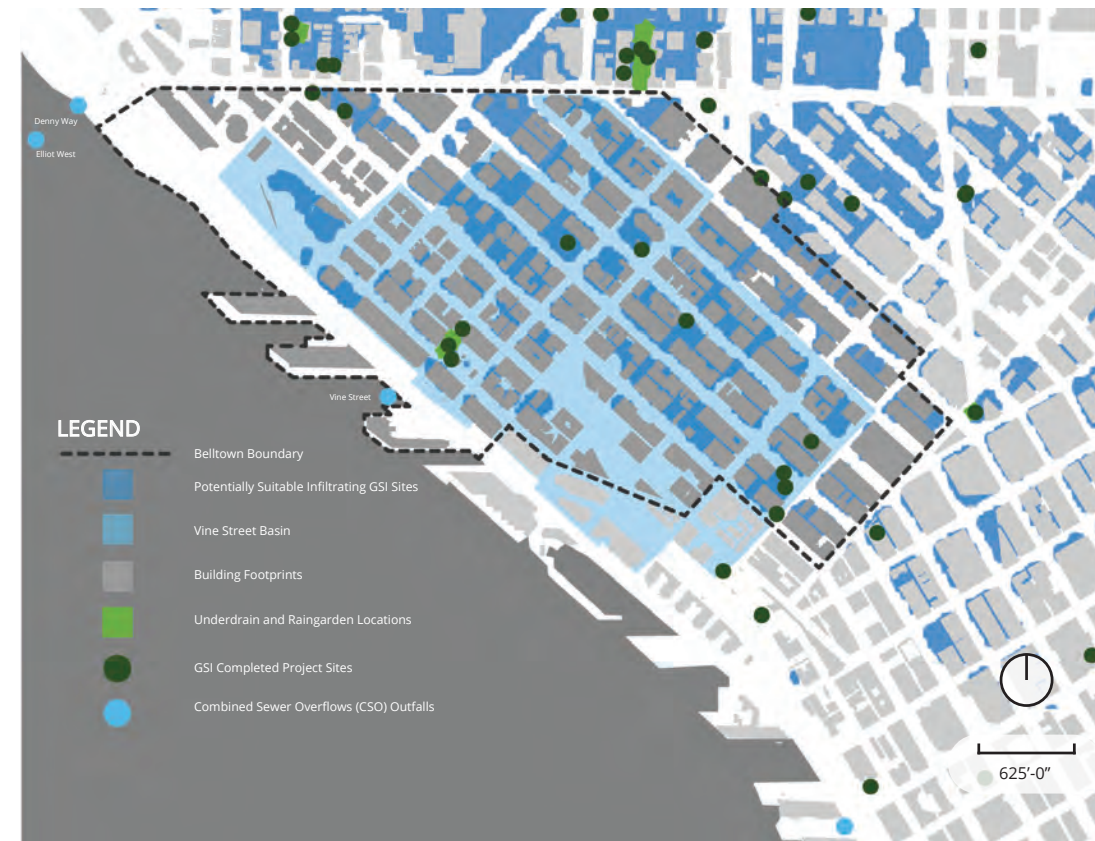 Denny Way
Elliot West
Vine Street
LEGEND
Belltown Boundary
Potentially Suitable Infiltrating GSI Sites
Vine Street Basin
Building Footprints
Underdrain and Raingarden Locations
GSI Completed Project Sites
Combined Sewer Overflows (CSO) Outfalls
625’-0”